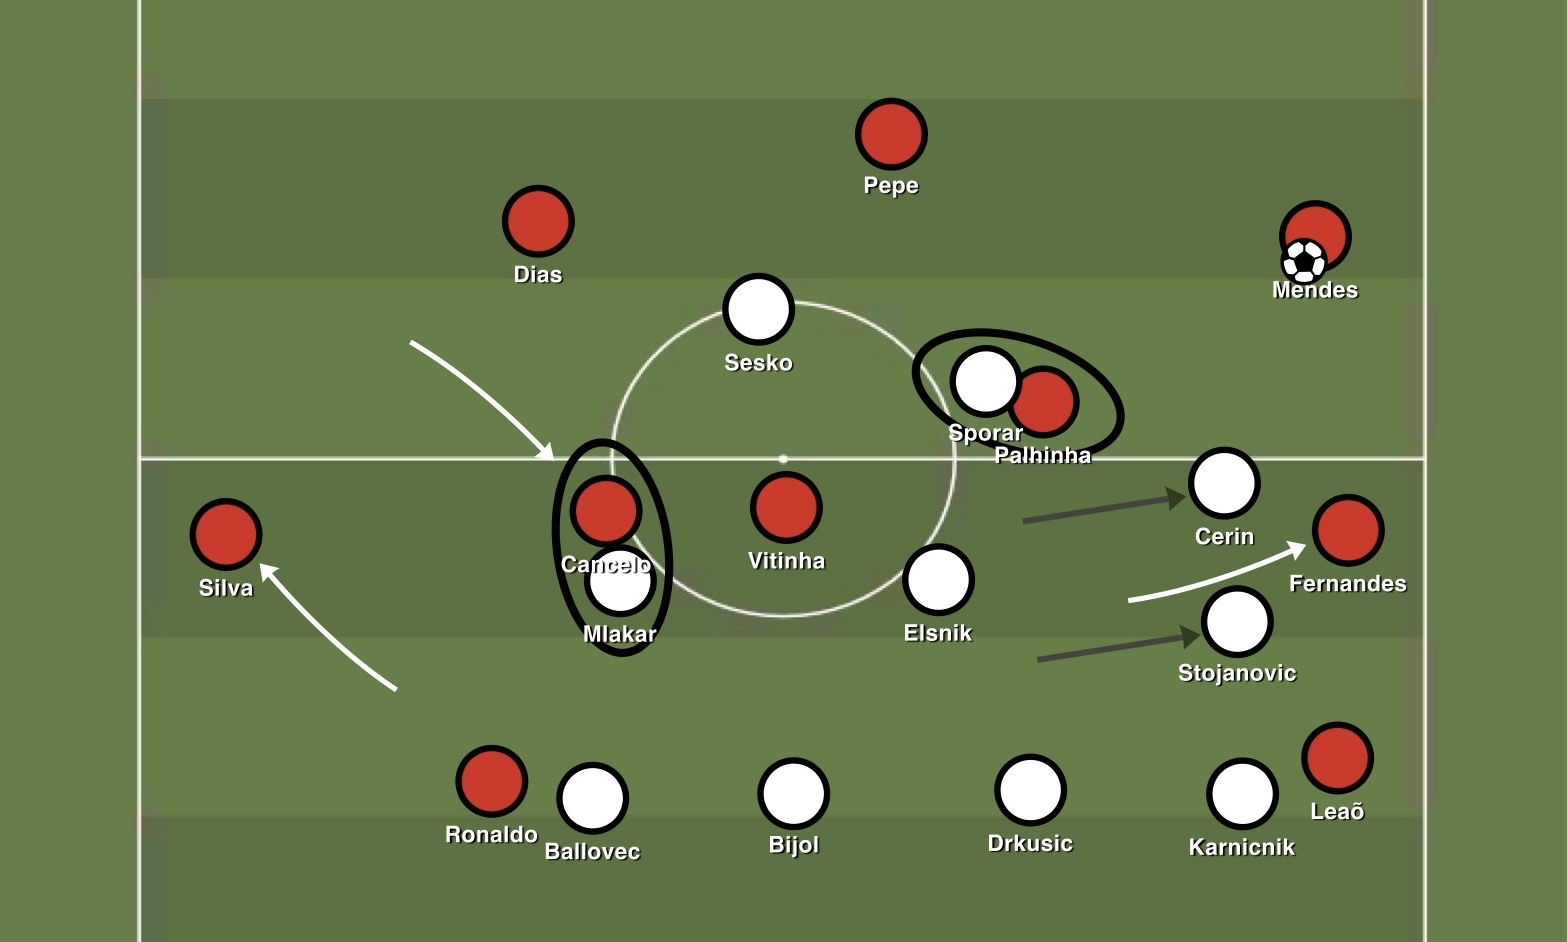 Pepe
Dias
Mendes
Sesko
Sporar
Palhinha
Cerin
Cancelo
Vitinha
Silva
Fernandes
Mlakar
Elsnik
Stojanovic
Leaõ
Ronaldo
Ballovec
Bijol
Drkusic
Karnicnik